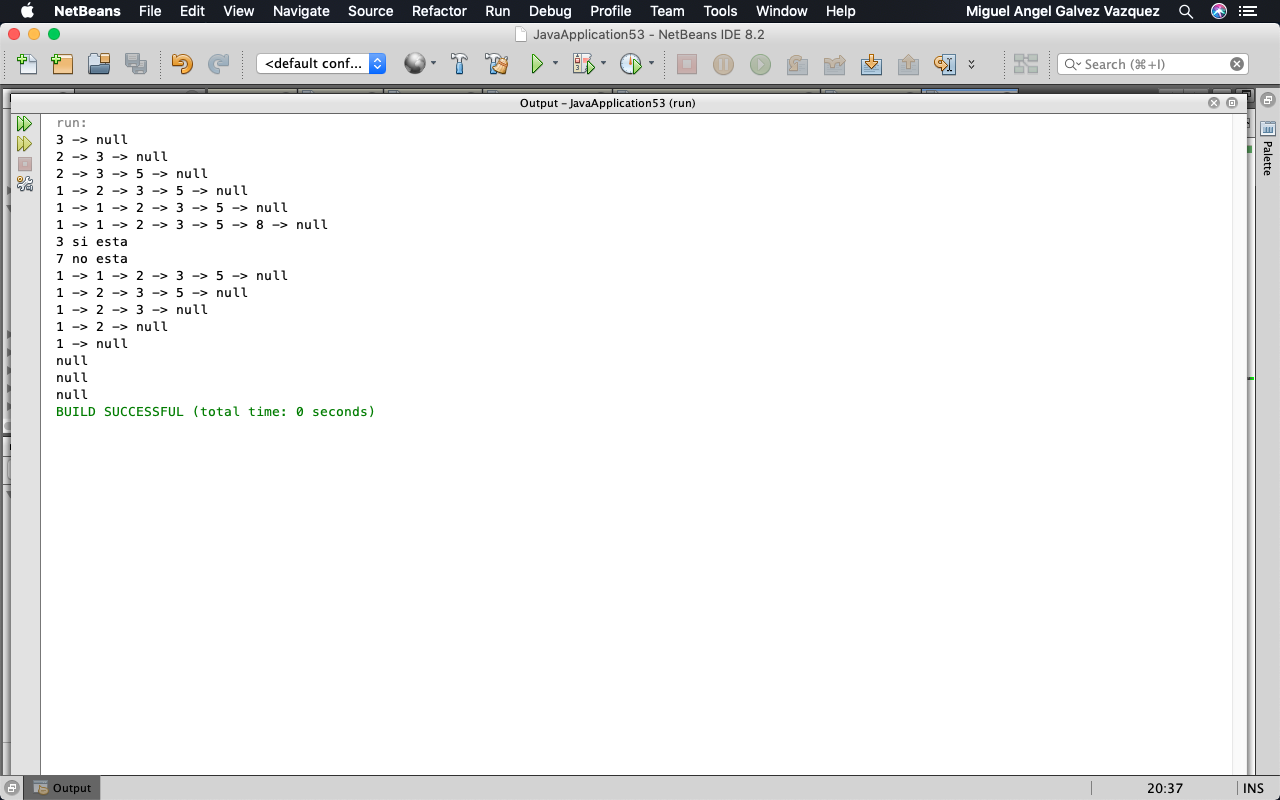 NetBeans File Edit View Navigate Source Refactor Run Debug Profile Team Tools Window Help Miguel Angel Galvez Vazquez
JavaApplication53 - NetBeans IDE 8.2
<default conf... Search (⌘+I)
Output - JavaApplication53 (run)
run:
3 -> null
2 -> 3 -> null
2 -> 3 -> 5 -> null
1 -> 2 -> 3 -> 5 -> null
1 -> 1 -> 2 -> 3 -> 5 -> null
1 -> 1 -> 2 -> 3 -> 5 -> 8 -> null
3 si esta
7 no esta
1 -> 1 -> 2 -> 3 -> 5 -> null
1 -> 2 -> 3 -> 5 -> null
1 -> 2 -> 3 -> null
1 -> 2 -> null
1 -> null
null
null
null
BUILD SUCCESSFUL (total time: 0 seconds)
Palette
Output 20:37 INS